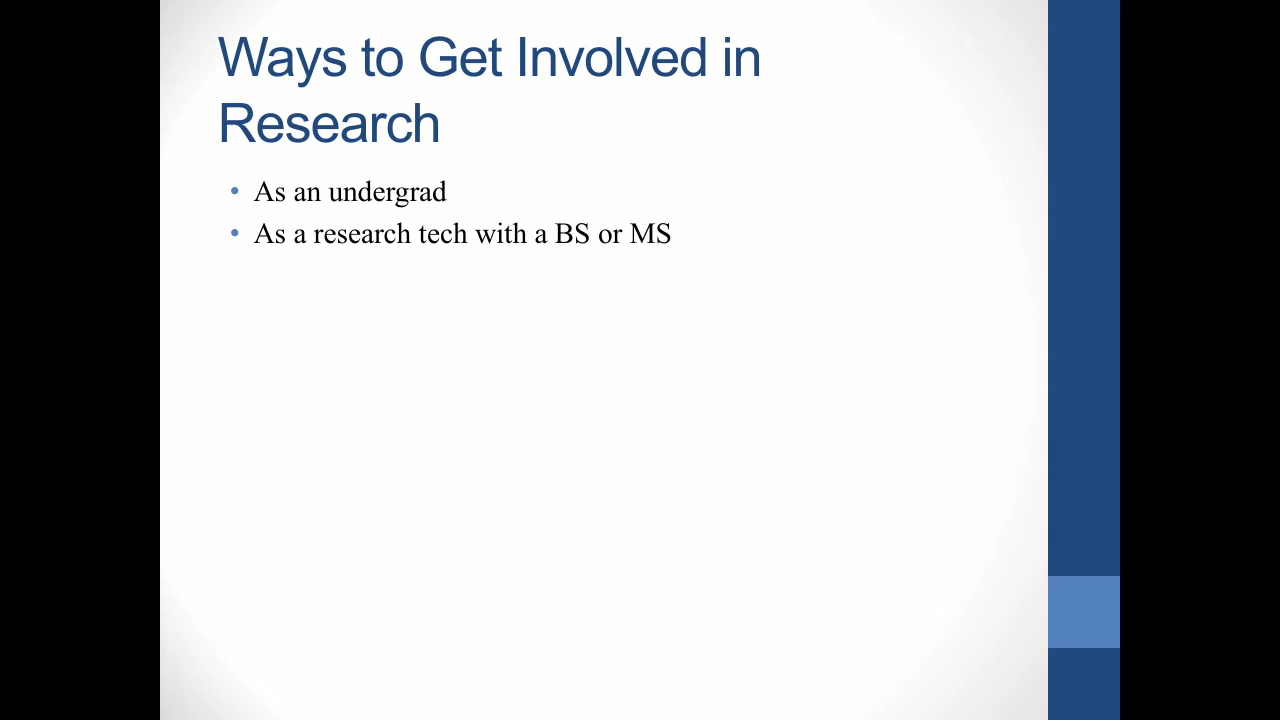 Ways to Get Involved in
Research
• As an undergrad
• As a research tech with a BS or MS